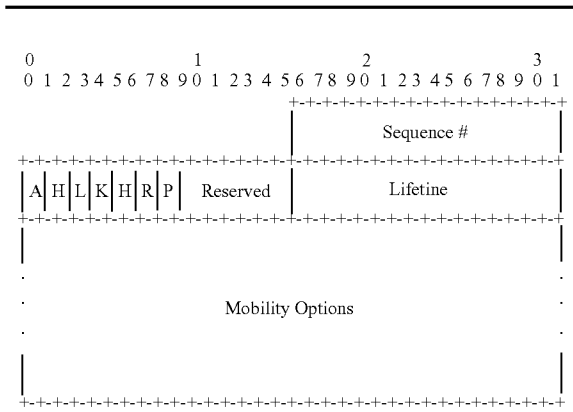 0 1 2 3
0 1 2 3 4 5 6 7 8 9 0 1 2 3 4 5 6 7 8 9 0 1 2 3 4 5 6 7 8 9 0 1
+-+-+-+-+-+-+-+-+-+-+-+-+-+-+-+-+
| Sequence # |
+-+-+-+-+-+-+-+-+-+-+-+-+-+-+-+-+-+-+-+-+-+-+-+-+-+-+-+-+-+-+-+-+
|A|H|L|K|H|R|P| Reserved | Lifetine |
+-+-+-+-+-+-+-+-+-+-+-+-+-+-+-+-+-+-+-+-+-+-+-+-+-+-+-+-+-+-+-+-+
| |
. .
. Mobility Options .
. .
| |
+-+-+-+-+-+-+-+-+-+-+-+-+-+-+-+-+-+-+-+-+-+-+-+-+-+-+-+-+-+-+-+-+